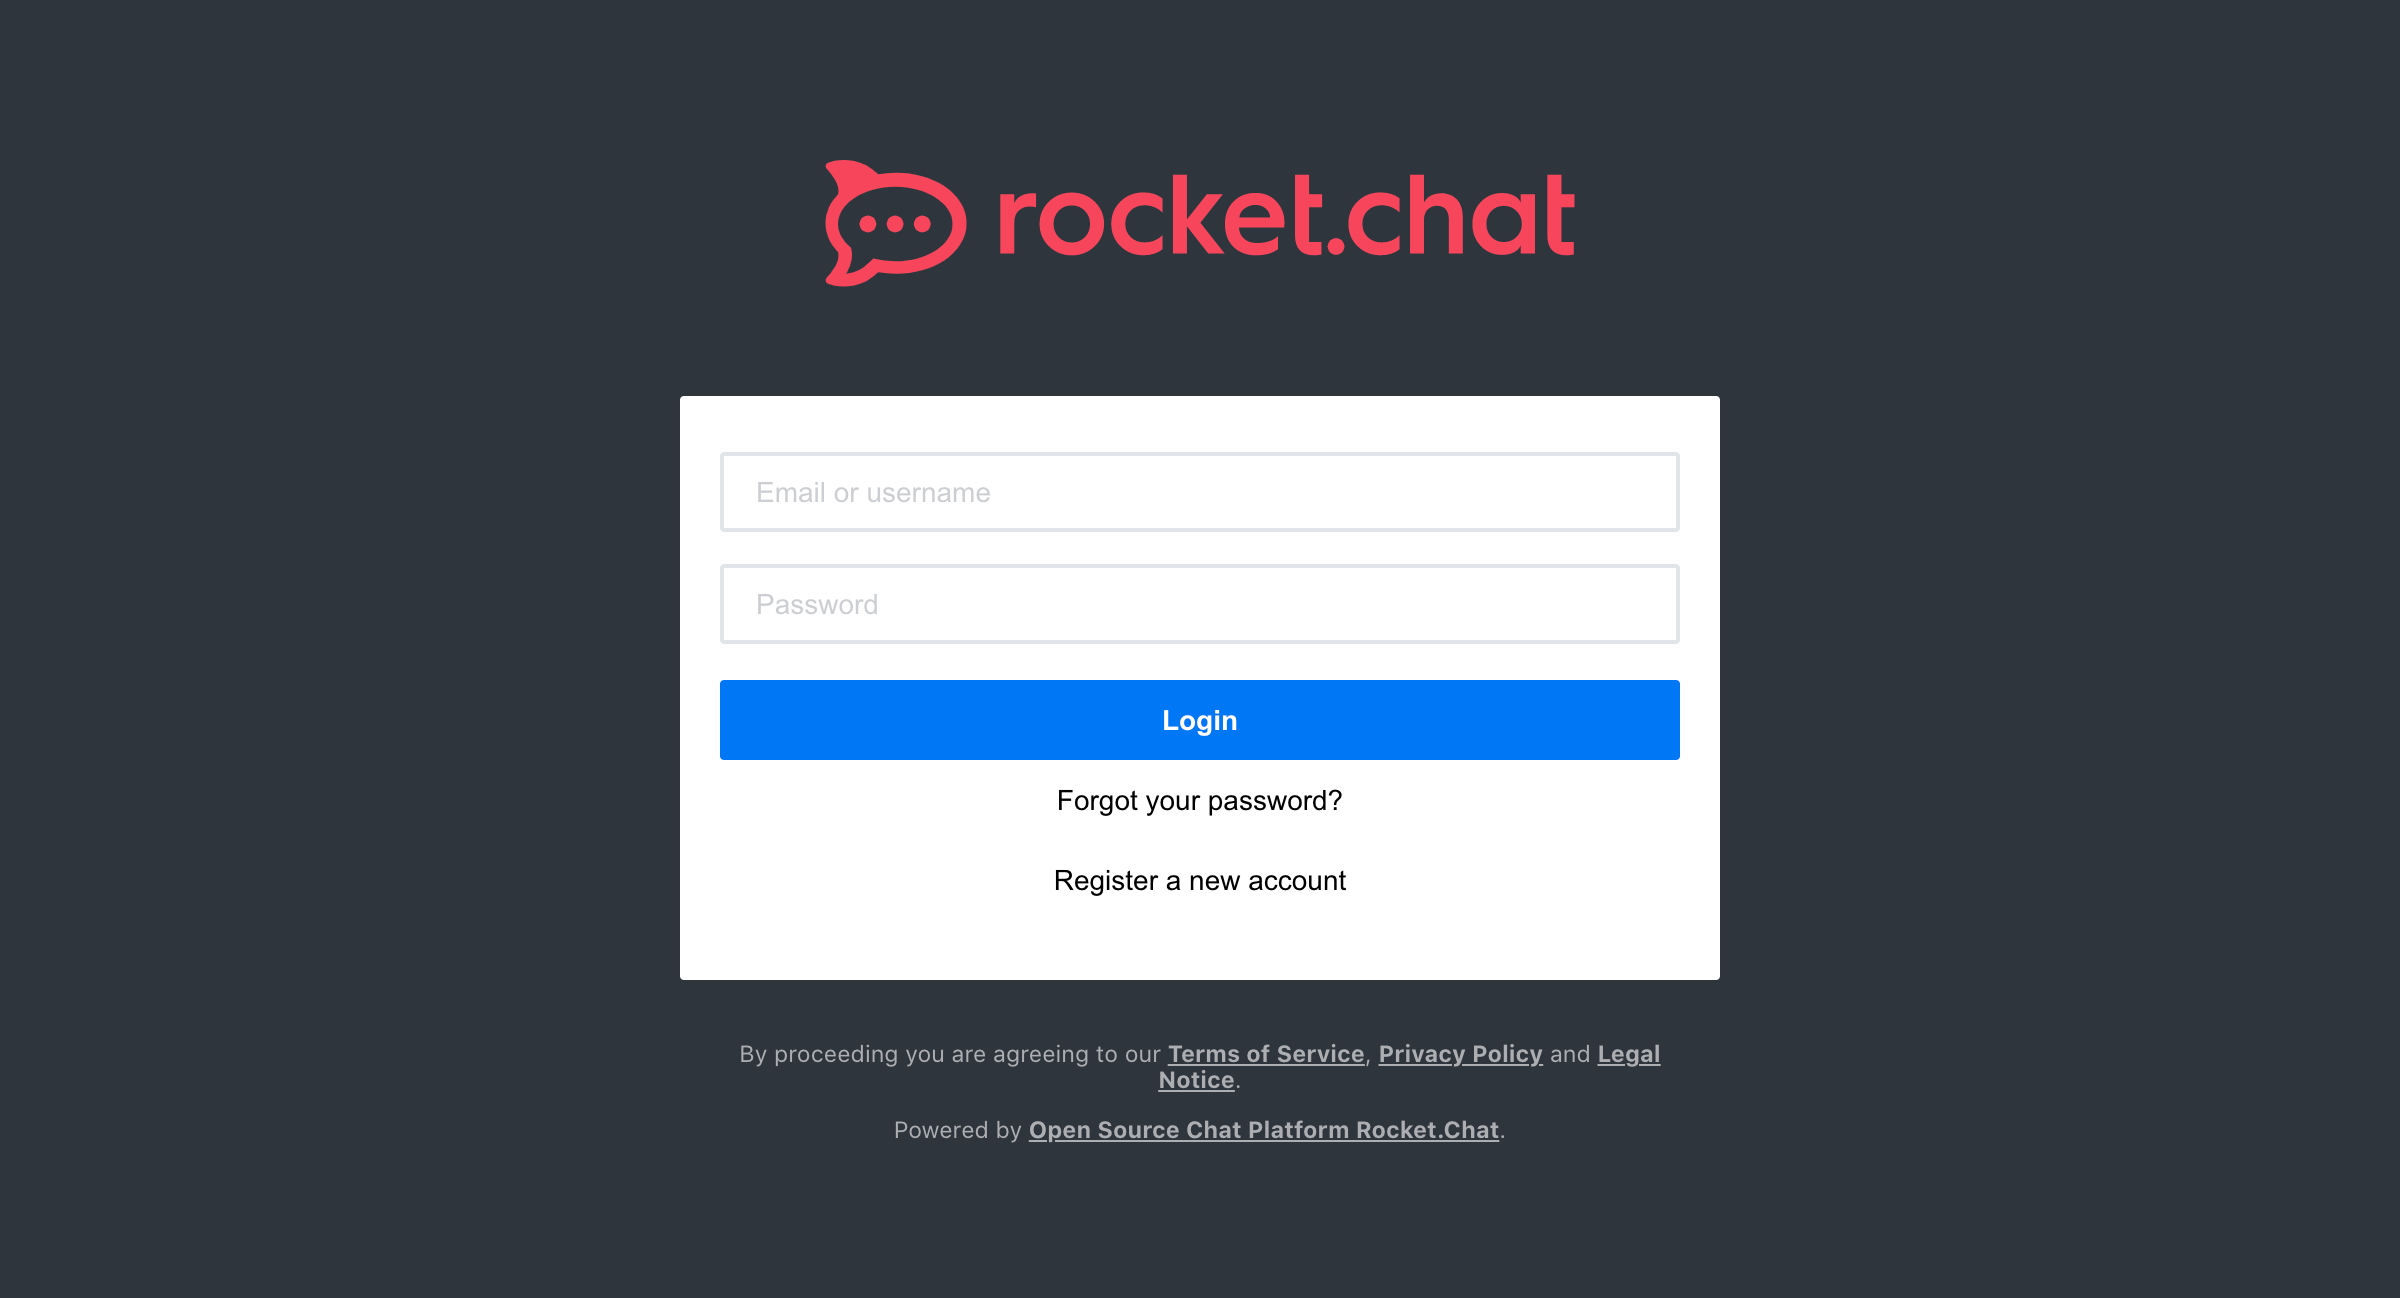 rocket.chat
Email or username
Password
Login
Forgot your password?
Register a new account
By proceeding you are agreeing to our Terms of Service, Privacy Policy and Legal
Notice.
Powered by Open Source Chat Platform Rocket.Chat.